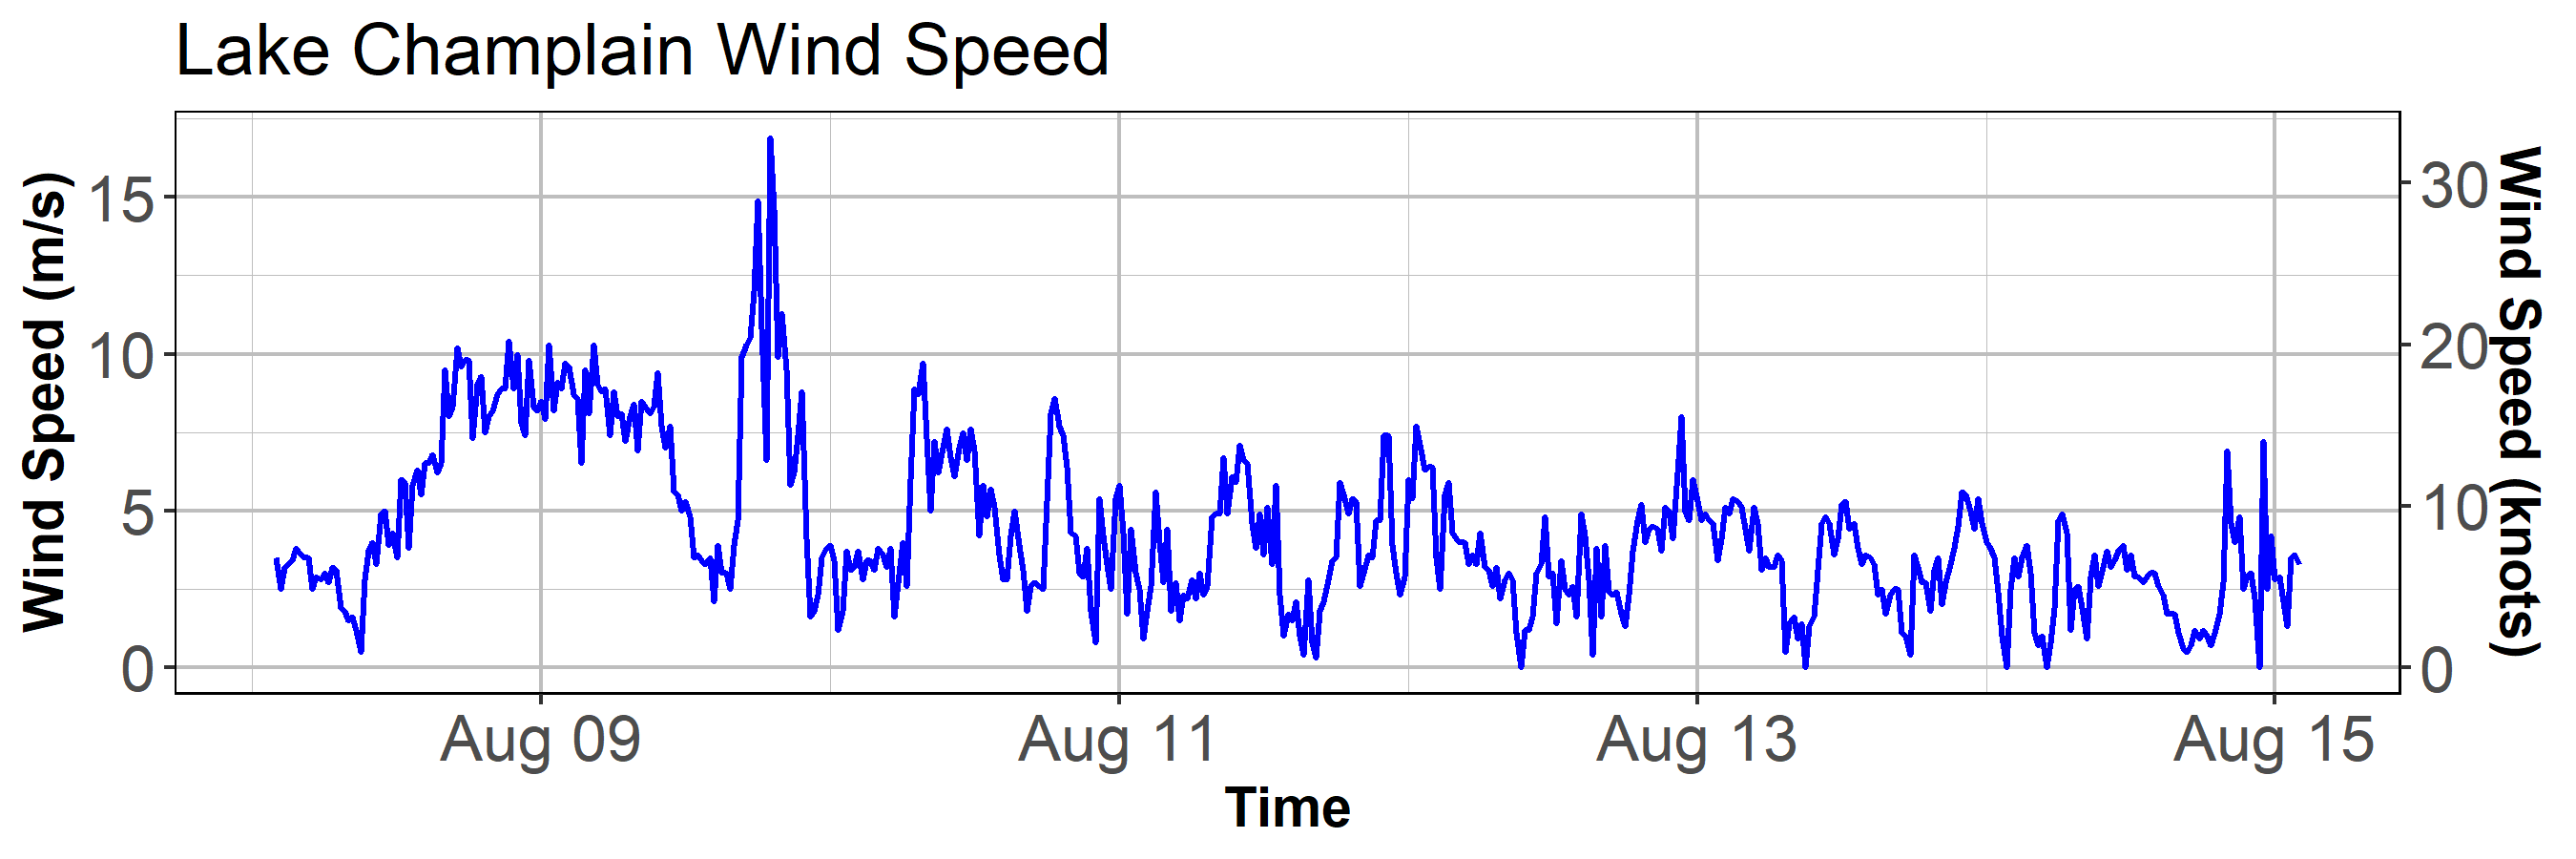 Lake Champlain Wind Speed
Wind Speed (m/s)
15
10
5
0
30
20
10
0
Wind Speed (knots)
Aug 09 Aug 11 Aug 13 Aug 15
Time